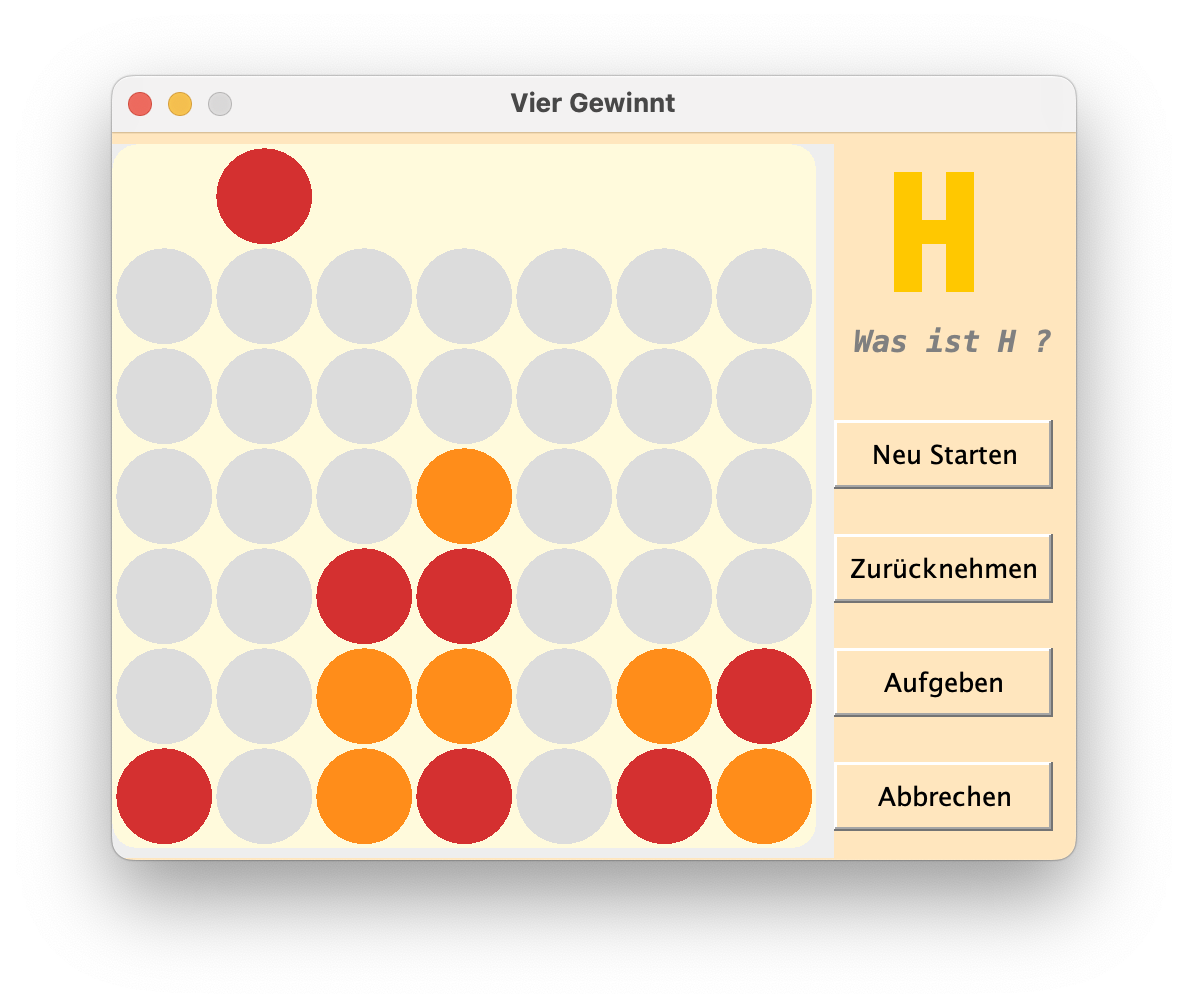 Vier Gewinnt
H
Was ist H ?
Neu Starten
Zurücknehmen
Aufgeben
Abbrechen